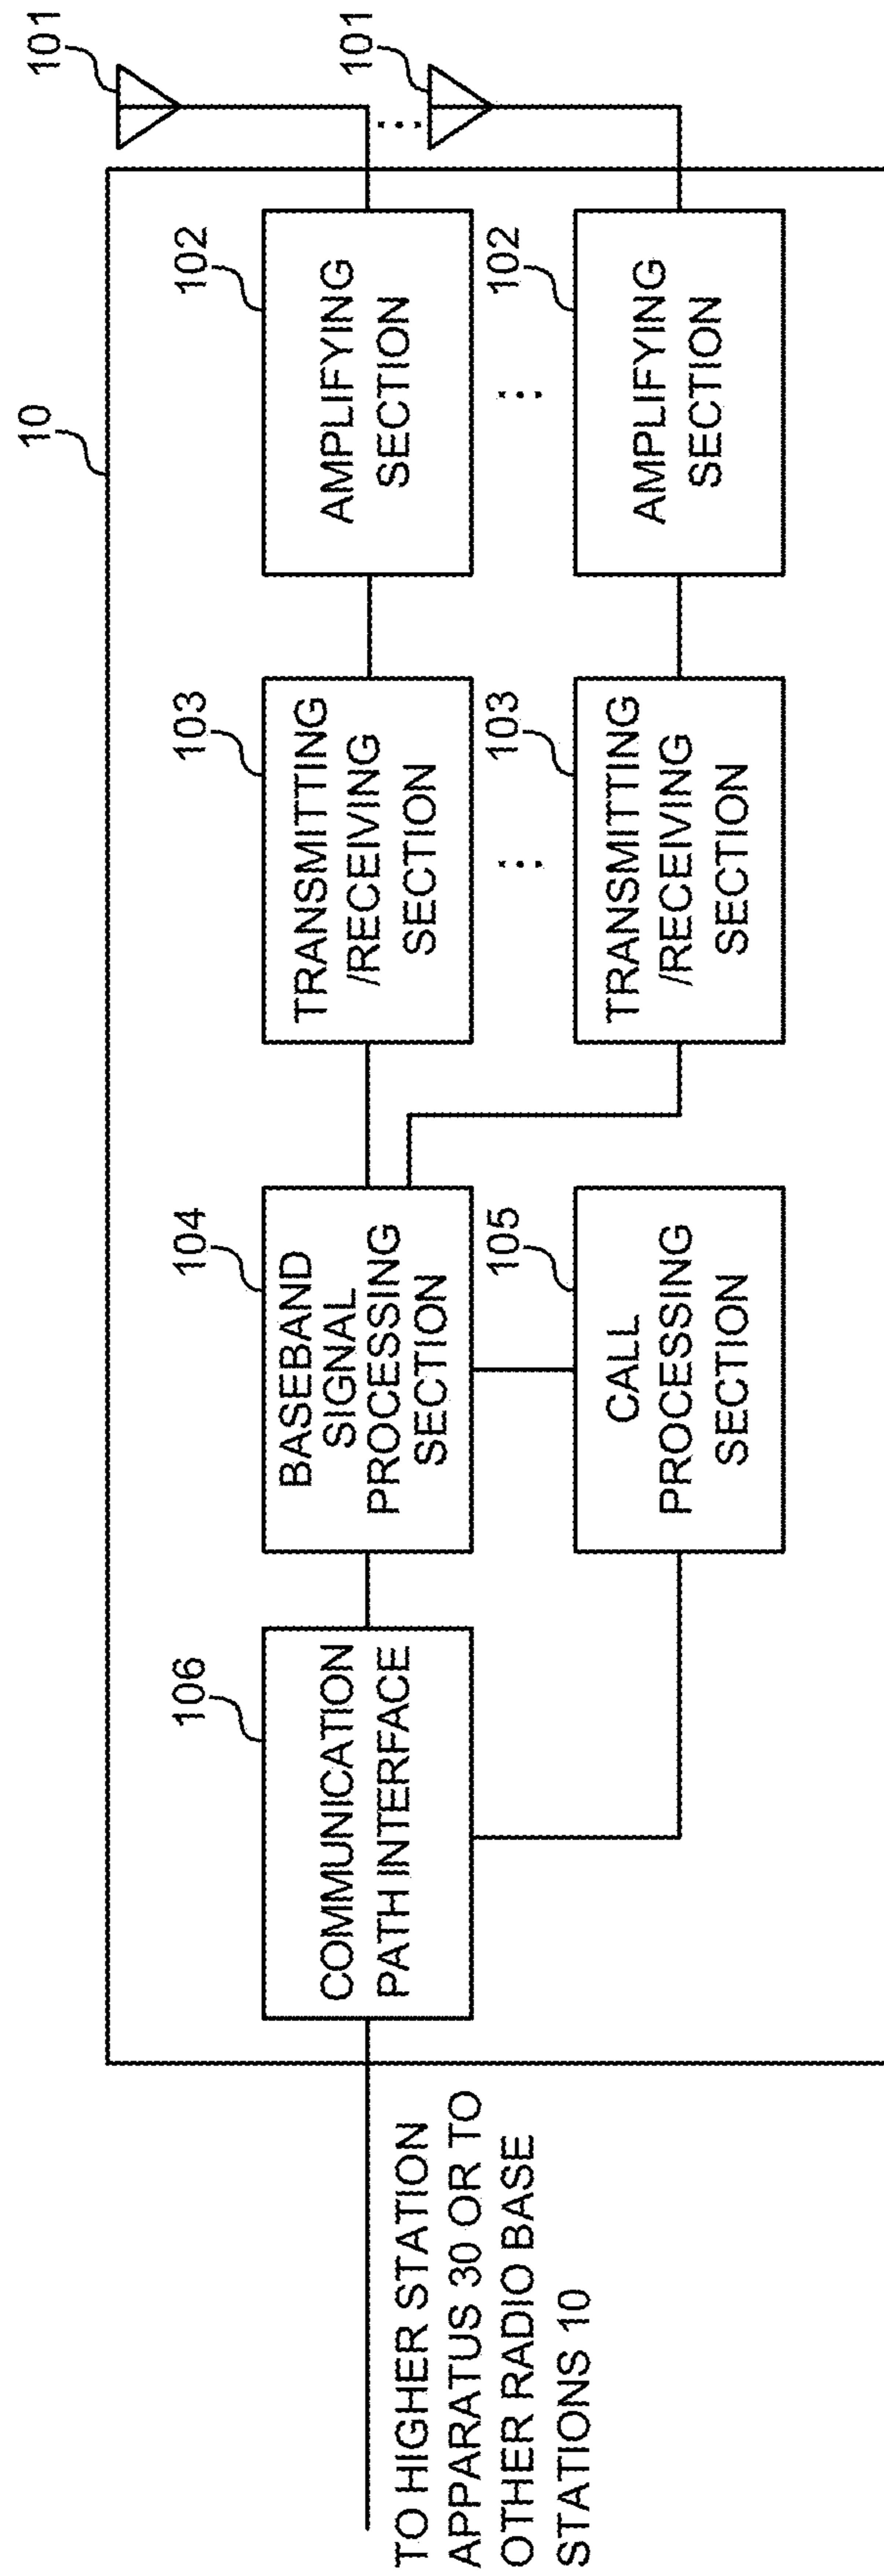 10
101
101
102
AMPLIFYING
SECTION
102
AMPLIFYING
SECTION
103
TRANSMITTING
/RECEIVING
SECTION
103
TRANSMITTING
/RECEIVING
SECTION
104
BASEBAND
SIGNAL
PROCESSING
SECTION
105
CALL
PROCESSING
SECTION
106
COMMUNICATION
PATH INTERFACE
TO HIGHER STATION
APPARATUS 30 OR TO
OTHER RADIO BASE
STATIONS 10